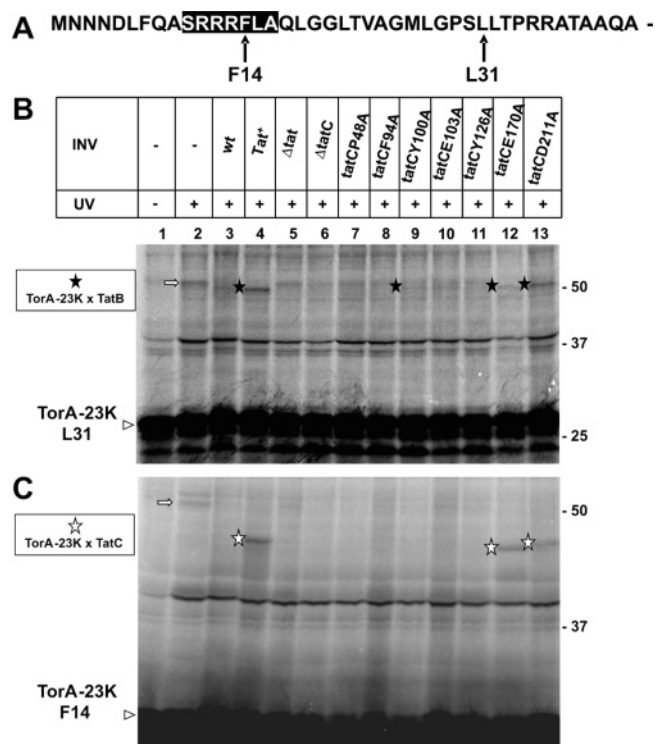 A MNNNDLFQASRRRRFLAQLGGLTVAGMLGPSLLTPRRATAAQA -
F14 L31
B
INV - - wt Tat⁺ Δtat ΔtatC tatCP48A tatCF94A tatCY100A tatCE103A tatCY126A tatCE170A tatCD211A
UV - + + + + + + + + + + + +
1 2 3 4 5 6 7 8 9 10 11 12 13
★
TorA-23K x TatB
- 50
- 37
TorA-23K
L31
- 25
C
- 50
☆
TorA-23K x TatC
- 37
TorA-23K
F14